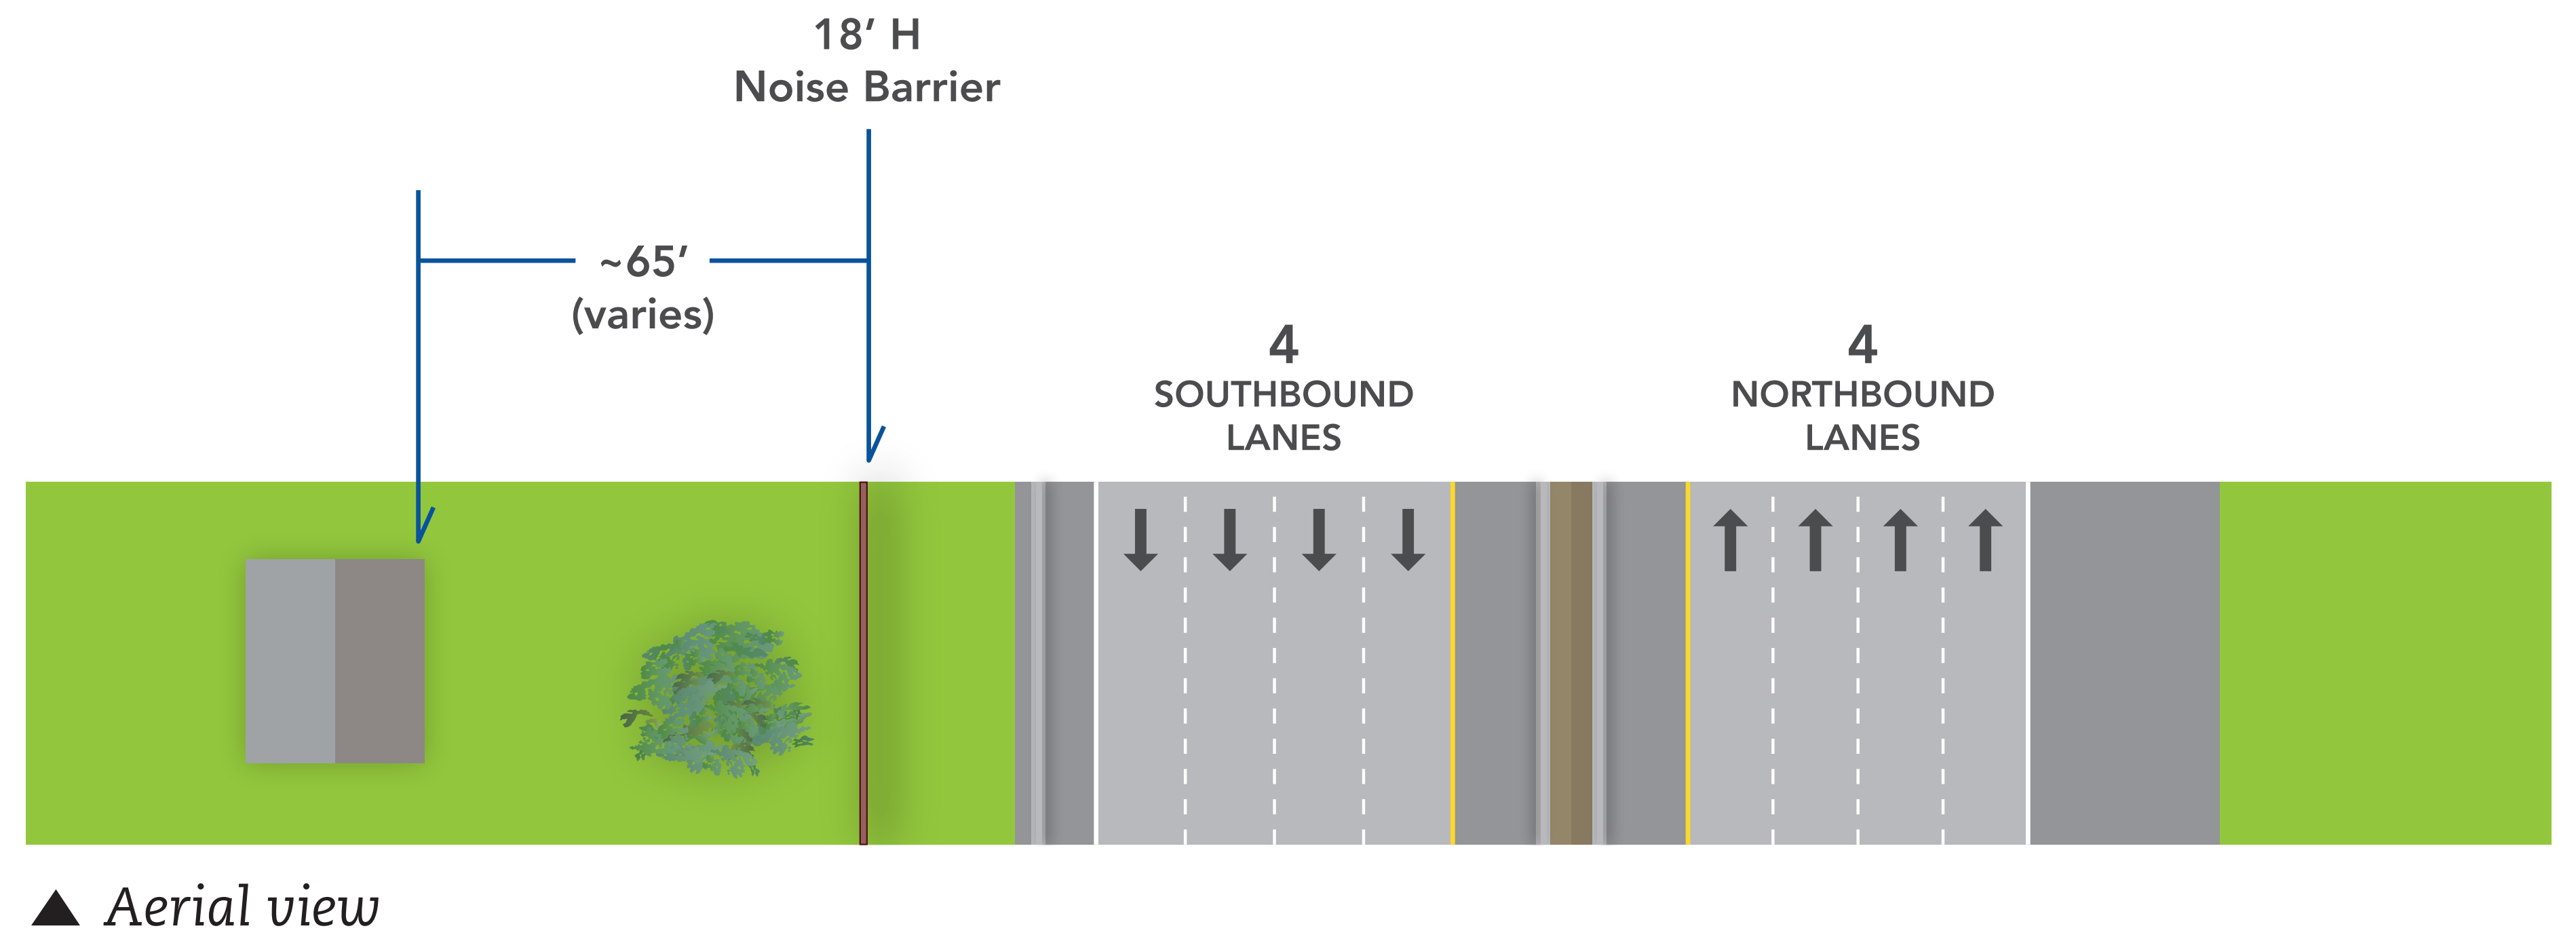 18’ H
Noise Barrier
~65’
(varies)
4
SOUTHBOUND
LANES
4
NORTHBOUND
LANES
Aerial view